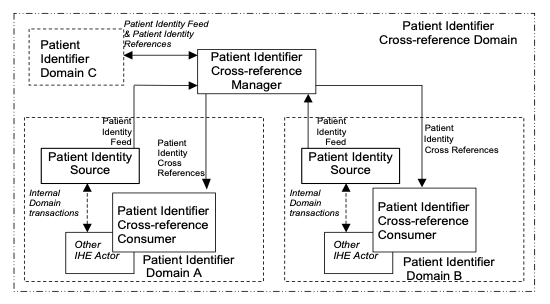 Patient Identity Feed
& Patient Identity
References
Patient Identifier
Cross-reference Domain
Patient
Identifier
Domain C
Patient Identifier
Cross-reference
Manager
Patient
Identity
Feed
Patient
Identity
Cross
References
Patient Identity
Source
Internal
Domain
transactions
Patient Identifier
Cross-reference
Consumer
Other
IHE Actor
Patient Identifier
Domain A
Patient
Identity
Feed
Patient
Identity
Cross References
Patient Identity
Source
Internal
Domain
transactions
Patient Identifier
Cross-reference
Consumer
Other
IHE Actor
Patient Identifier
Domain B